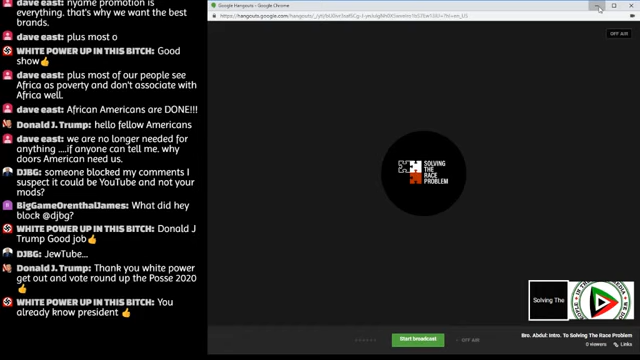 everything. that's why we want the best
brands.
dave east: plus most o
WHITE POWER UP IN THIS BITCH: Good
show👍
dave east: plus most of our people see
Africa as poverty and don't associate with
Africa well.
dave east: African Americans are DONE!!!
Donald J. Trump: hello fellow Americans
dave east: we are no longer needed for
anything ....if anyone can tell me. why
doors American need us.
DJBG: someone blocked my comments I
suspect it could be YouTube and not your
mods?
BigGameOrenthalJames: What did hey
block @djbg?
WHITE POWER UP IN THIS BITCH: Donald J
Trump Good job👍
DJBG: JewTube...
Donald J. Trump: Thank you white power
get out and vote round up the Posse 2020
👍
WHITE POWER UP IN THIS BITCH: You
already know president 👍
Google Hangouts - Google Chrome
OFF AIR
SOLVING
THE
RACE
PROBLEM
Solving The
Bro. Abdul: Intro. To Solving The Race Problem
0 viewers
Links
Start broadcast
OFF AIR